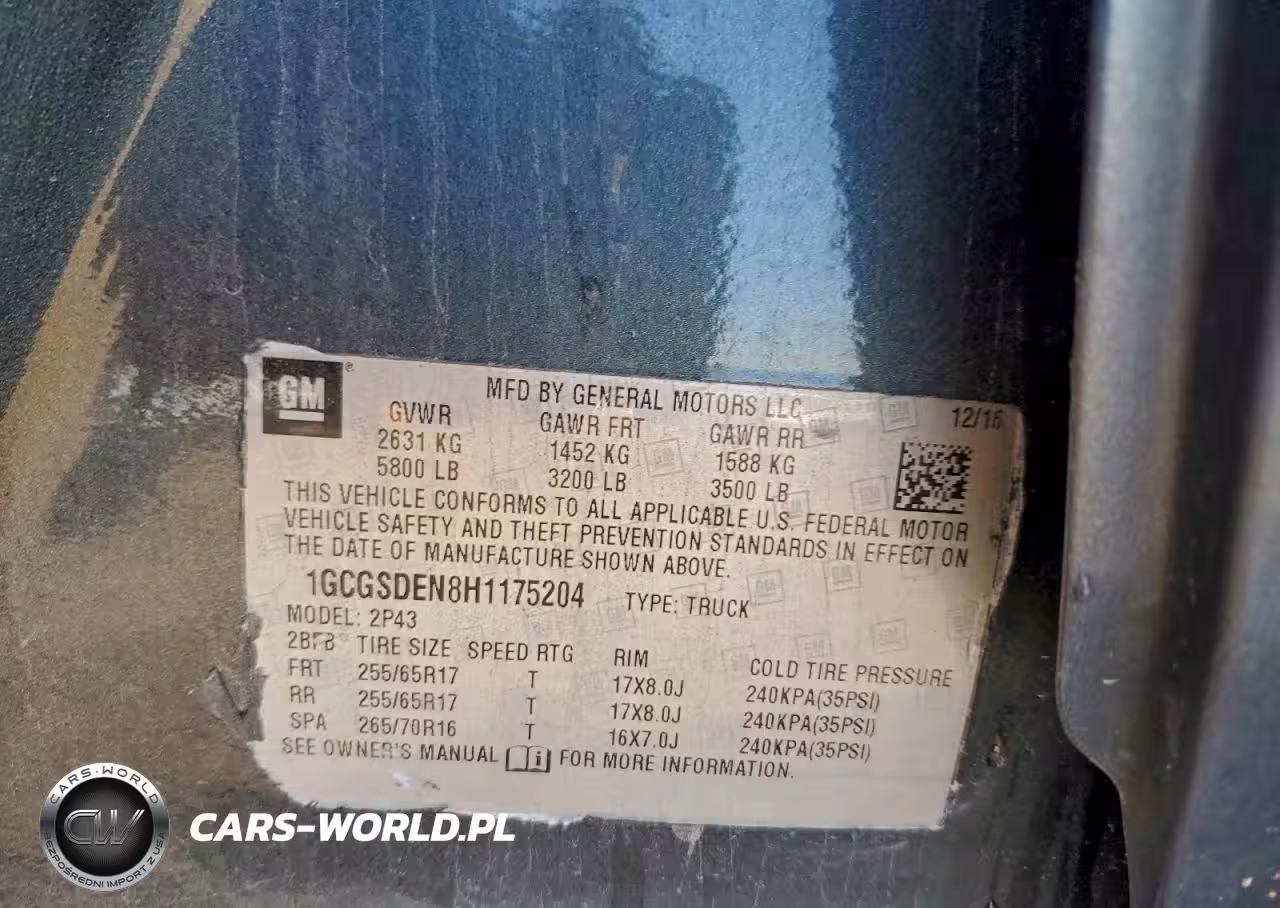 GM ®
MFD BY GENERAL MOTORS LLC
12/16
GVWR GAWR FRT GAWR RR
2631 KG 1452 KG 1588 KG
5800 LB 3200 LB 3500 LB
THIS VEHICLE CONFORMS TO ALL APPLICABLE U.S. FEDERAL MOTOR
VEHICLE SAFETY AND THEFT PREVENTION STANDARDS IN EFFECT ON
THE DATE OF MANUFACTURE SHOWN ABOVE.
1GCGSDEN8H1175204 TYPE: TRUCK
MODEL: 2P43
TIRE SIZE SPEED RTG RIM COLD TIRE PRESSURE
FRT 255/65R17 T 17X8.0J 240KPA(35PSI)
RR 255/65R17 T 17X8.0J 240KPA(35PSI)
SPA 265/70R16 T 16X7.0J 240KPA(35PSI)
SEE OWNER'S MANUAL FOR MORE INFORMATION.
CARS-WORLD
CW
BEZPOŚREDNI IMPORT Z USA
CARS-WORLD.PL